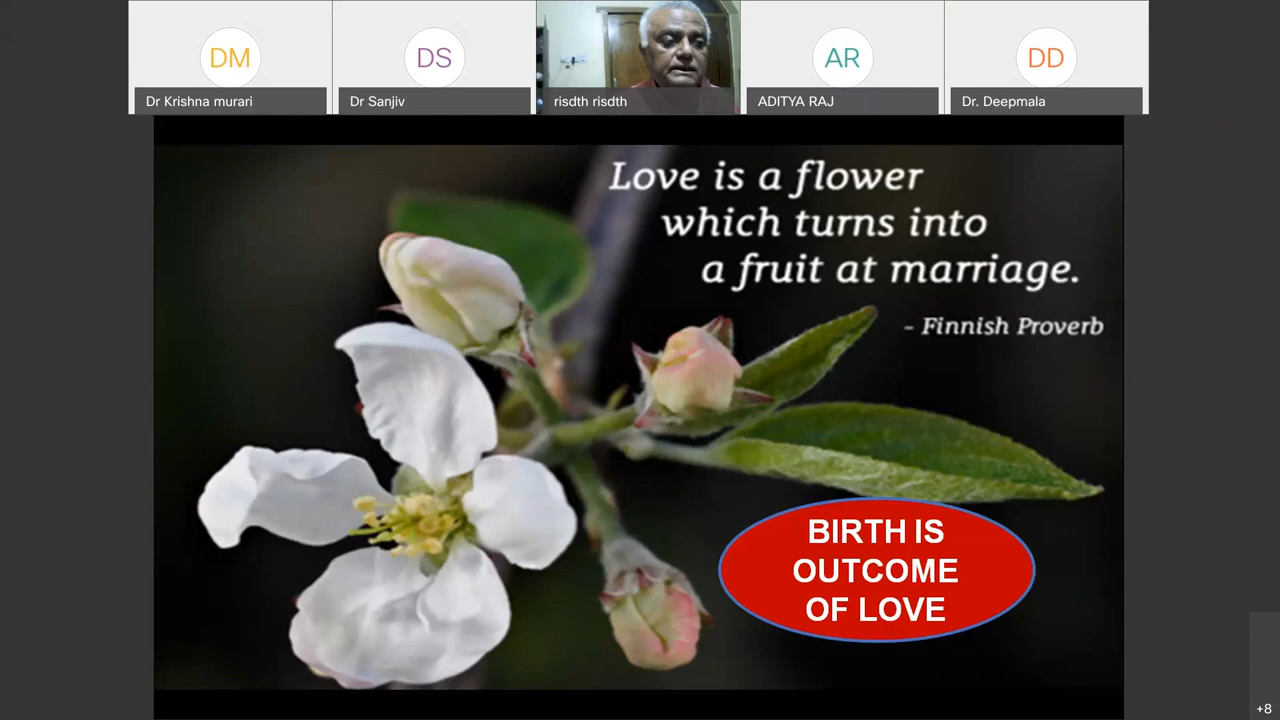 DM
DS
AR
DD
Dr Krishna murari
Dr Sanjiv
risdth risdth
ADITYA RAJ
Dr. Deepmala
Love is a flower
which turns into
a fruit at marriage.
- Finnish Proverb
BIRTH IS
OUTCOME
OF LOVE
+8